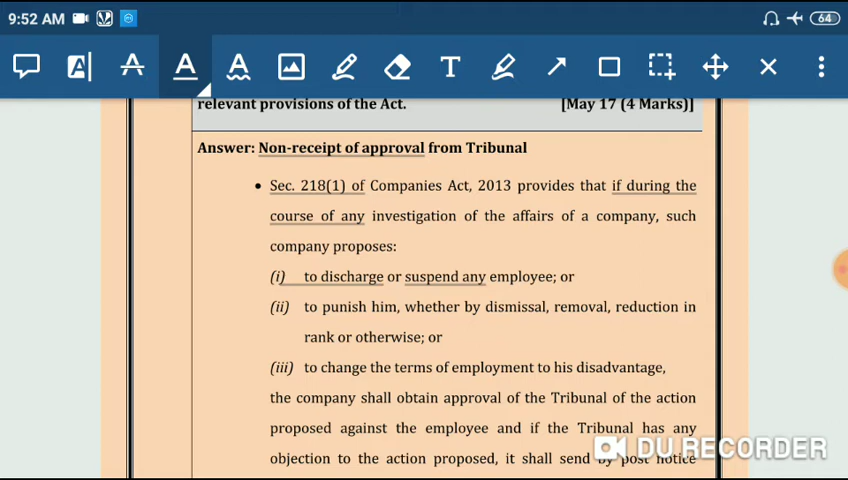 9:52 AM 64
relevant provisions of the Act. [May 17 (4 Marks)]
Answer: Non-receipt of approval from Tribunal
• Sec. 218(1) of Companies Act, 2013 provides that if during the
course of any investigation of the affairs of a company, such
company proposes:
(i) to discharge or suspend any employee; or
(ii) to punish him, whether by dismissal, removal, reduction in
rank or otherwise; or
(iii) to change the terms of employment to his disadvantage,
the company shall obtain approval of the Tribunal of the action
proposed against the employee and if the Tribunal has any
objection to the action proposed, it shall send by post notice
DU RECORDER